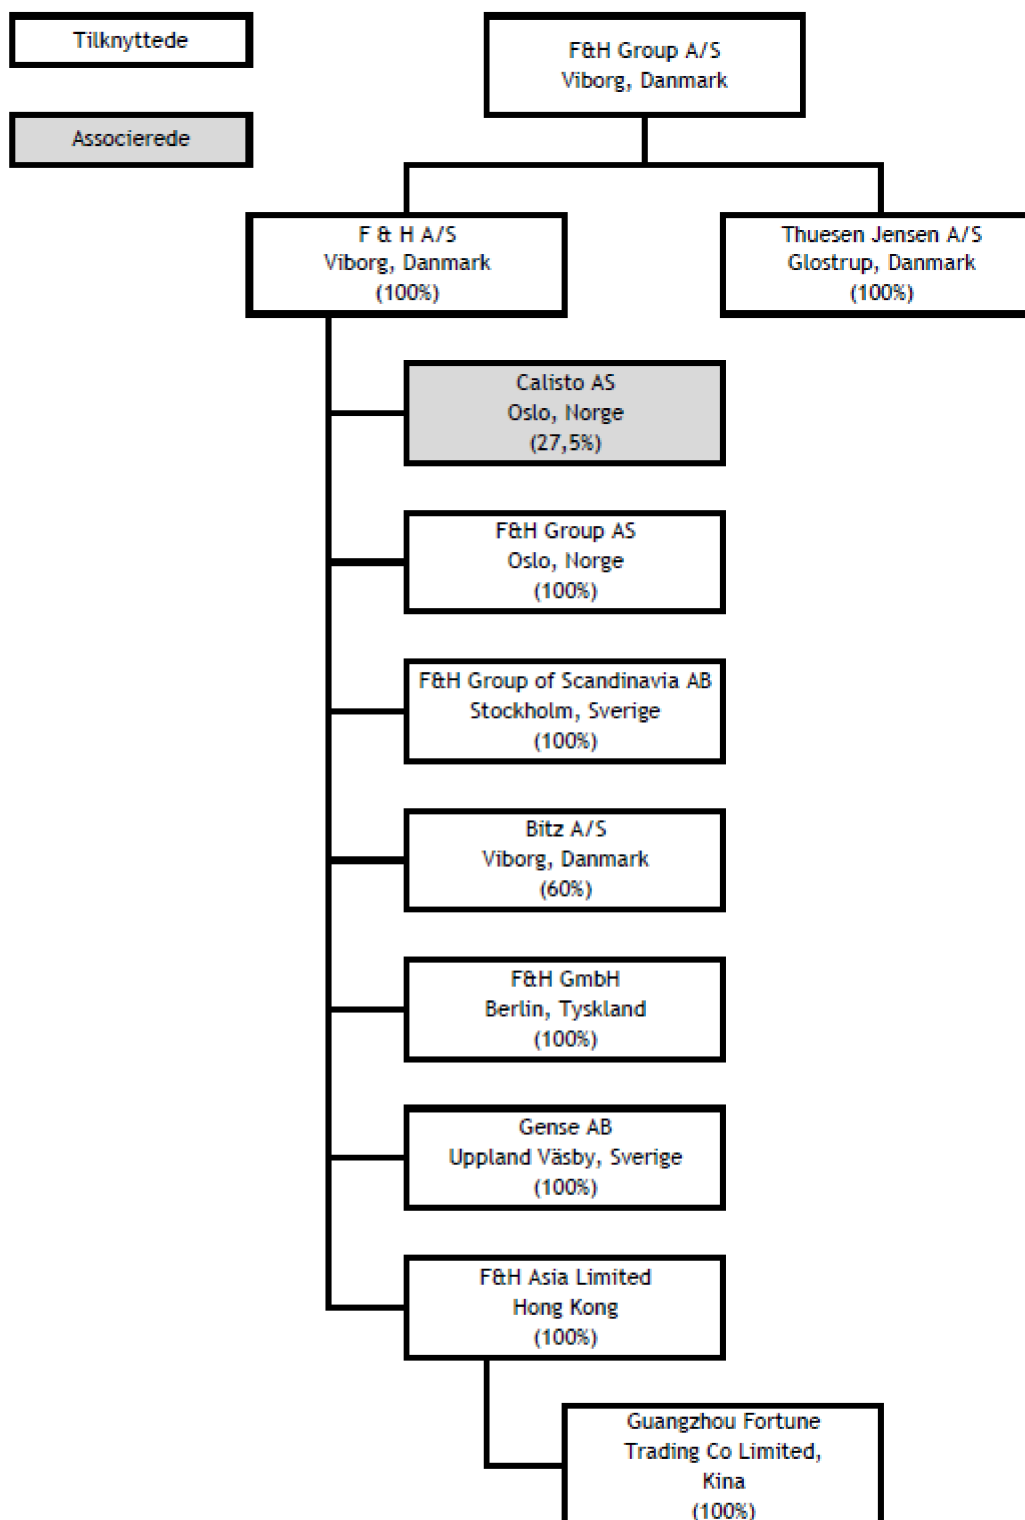 Tilknyttede
F&H Group A/S
Viborg, Danmark
Associerede
F & H A/S
Viborg, Danmark
(100%)
Thuesen Jensen A/S
Glostrup, Danmark
(100%)
Calisto AS
Oslo, Norge
(27,5%)
F&H Group AS
Oslo, Norge
(100%)
F&H Group of Scandinavia AB
Stockholm, Sverige
(100%)
Bitz A/S
Viborg, Danmark
(60%)
F&H GmbH
Berlin, Tyskland
(100%)
Gense AB
Uppland Väsby, Sverige
(100%)
F&H Asia Limited
Hong Kong
(100%)
Guangzhou Fortune
Trading Co Limited,
Kina
(100%)